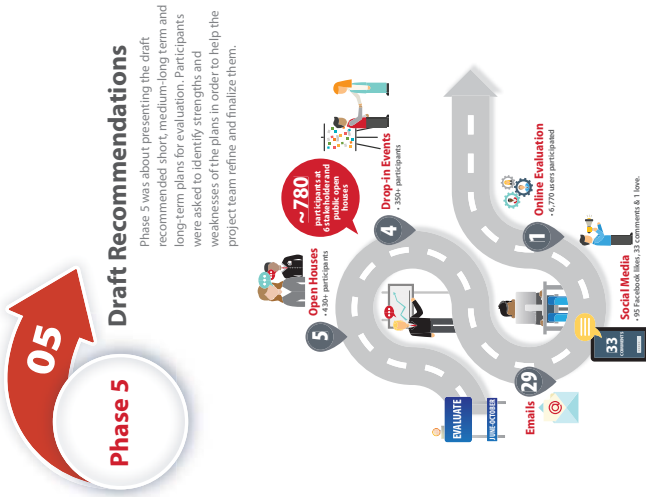 05
Phase 5
Draft Recommendations
Phase 5 was about presenting the draft
recommended short, medium-long term and
long-term plans for evaluation. Participants
were asked to identify strengths and
weaknesses of the plans in order to help the
project team refine and finalize them.
EVALUATE
JUNE-OCTOBER
5
Open Houses
• 430+ participants
~780
participants at
6 stakeholder and
public open
houses
4
Drop-in Events
• 350+ participants
29
Emails
@
33
COMMENTS
Social Media
• 95 Facebook likes, 33 comments & 1 love.
1
Online Evaluation
• 6,770 users participated